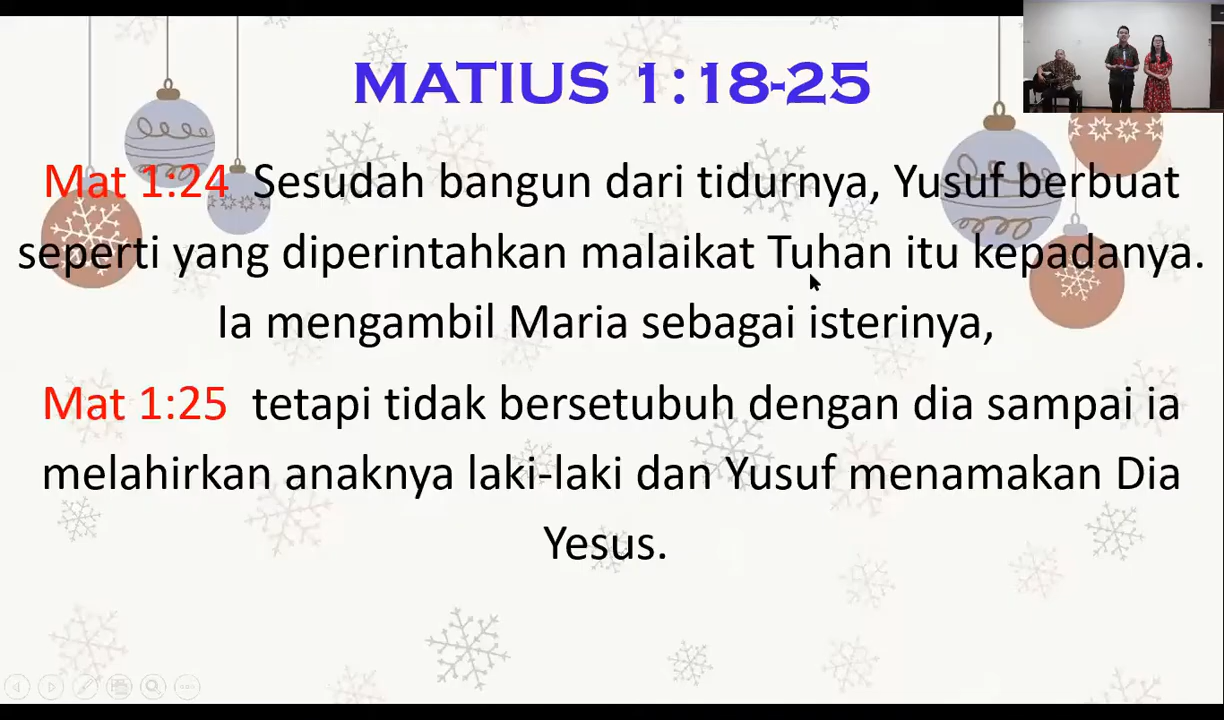 MATIUS 1:18-25
Mat 1:24 Sesudah bangun dari tidurnya, Yusuf berbuat
seperti yang diperintahkan malaikat Tuhan itu kepadanya.
Ia mengambil Maria sebagai isterinya,
Mat 1:25 tetapi tidak bersetubuh dengan dia sampai ia
melahirkan anaknya laki-laki dan Yusuf menamakan Dia
Yesus.